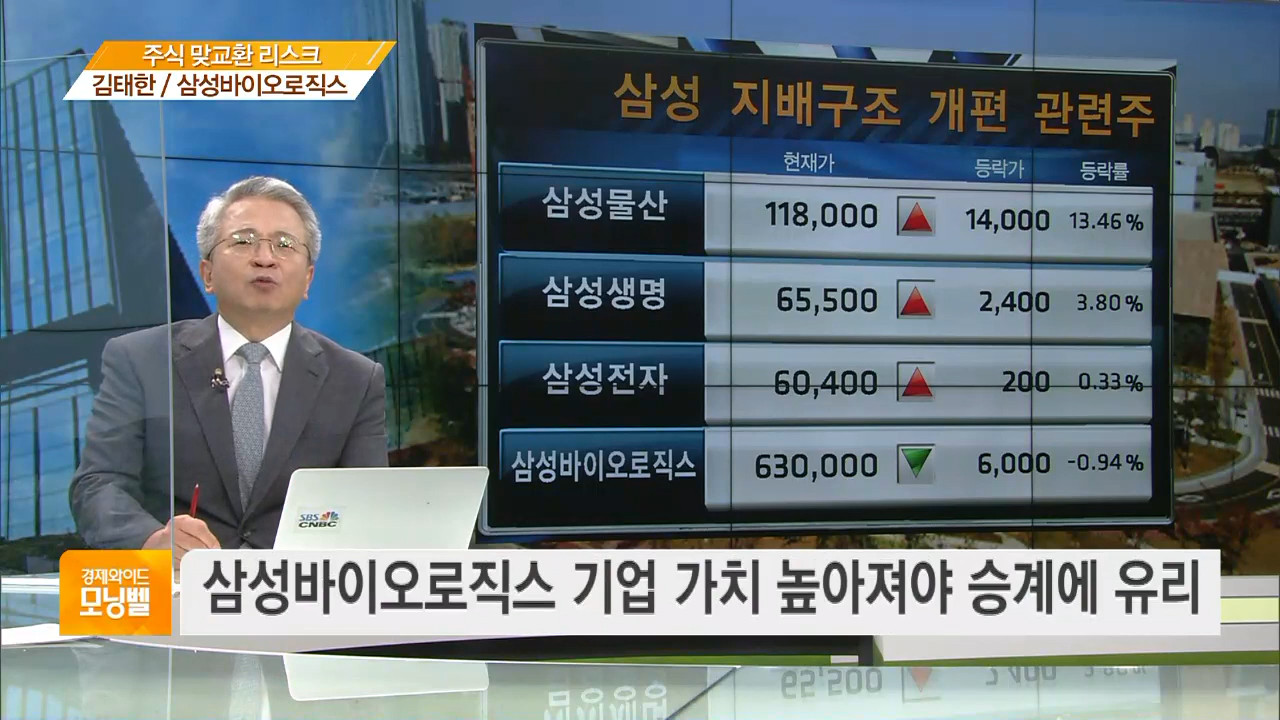 주식 맞교환 리스크
김태한 / 삼성바이오로직스
삼성 지배구조 개편 관련주
현재가 등락가 등락률
삼성물산 118,000 ▲ 14,000 13.46 %
삼성생명 65,500 ▲ 2,400 3.80 %
삼성전자 60,400 ▲ 200 0.33 %
삼성바이오로직스 630,000 ▼ 6,000 -0.94 %
SBS
CNBC
경제와이드
모닝벨
삼성바이오로직스 기업 가치 높아져야 승계에 유리